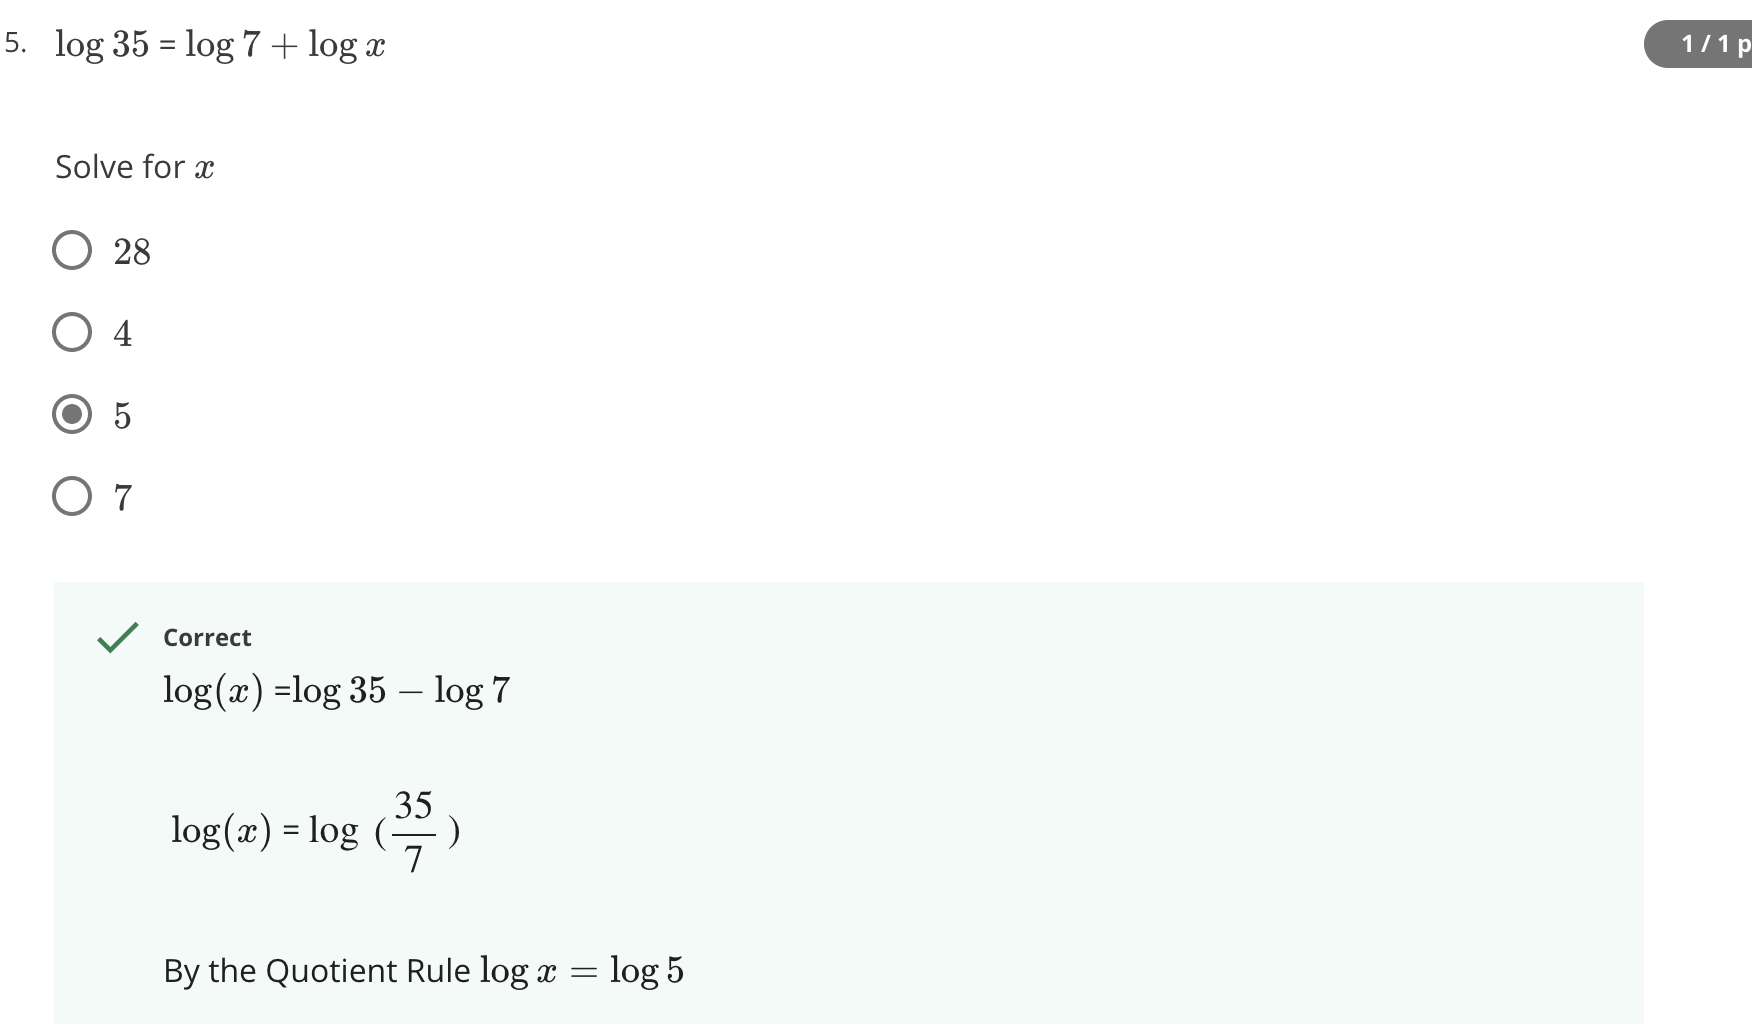 5. log 35 = log 7 + log x
1 / 1 p
Solve for x
28
4
5
7
Correct
log(x) =log 35 − log 7
log(x) = log (35/7)
By the Quotient Rule log x = log 5